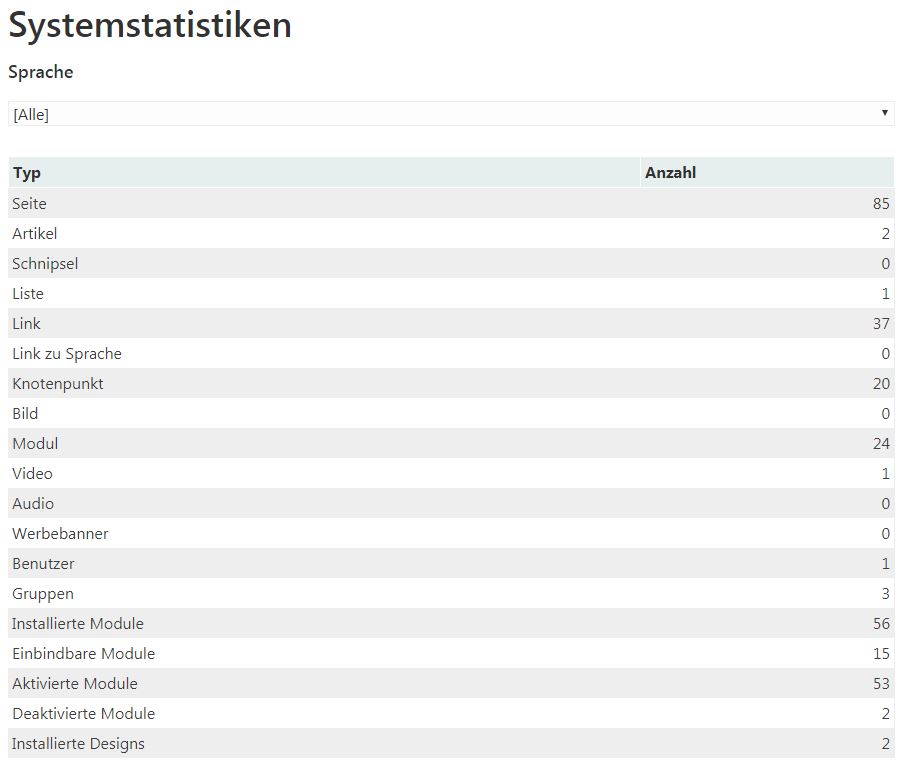 Systemstatistiken
Sprache
[Alle]
Typ Anzahl
Seite 85
Artikel 2
Schnipsel 0
Liste 1
Link 37
Link zu Sprache 0
Knotenpunkt 20
Bild 0
Modul 24
Video 1
Audio 0
Werbebanner 0
Benutzer 1
Gruppen 3
Installierte Module 56
Einbindbare Module 15
Aktivierte Module 53
Deaktivierte Module 2
Installierte Designs 2